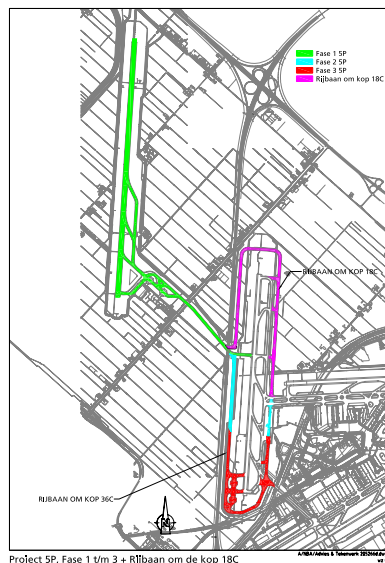 Fase 1 5P
Fase 2 5P
Fase 3 5P
Rijbaan om kop 18C
RIJBAAN OM KOP 18C
RIJBAAN OM KOP 36C
N
Project 5P, Fase 1 t/m 3 + Rijbaan om de kop 18C